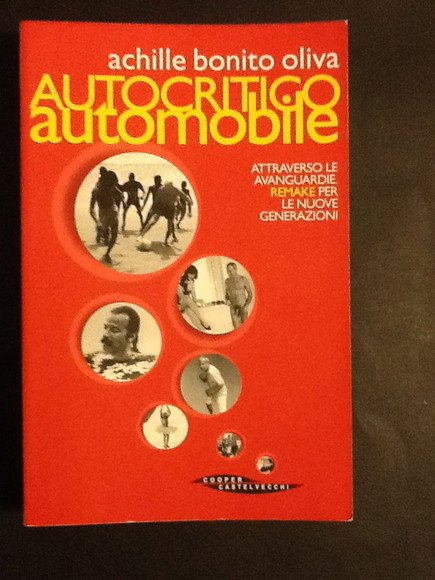 achille bonito oliva
AUTOCRITICO
automobile
ATTRAVERSO LE
AVANGUARDIE.
REMAKE PER
LE NUOVE
GENERAZIONI
COOPER
CASTELVECCHI